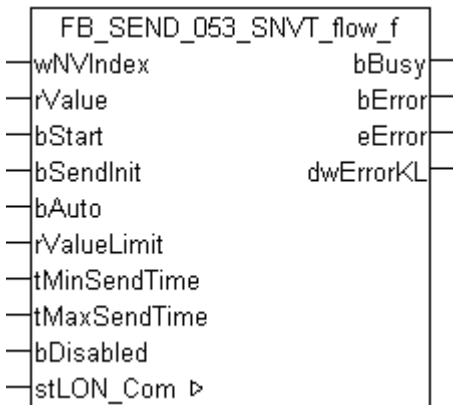 FB_SEND_053_SNVT_flow_f
wNVIndex bBusy
rValue bError
bStart eError
bSendInit dwErrorKL
bAuto
rValueLimit
tMinSendTime
tMaxSendTime
bDisabled
stLON_Com ▷